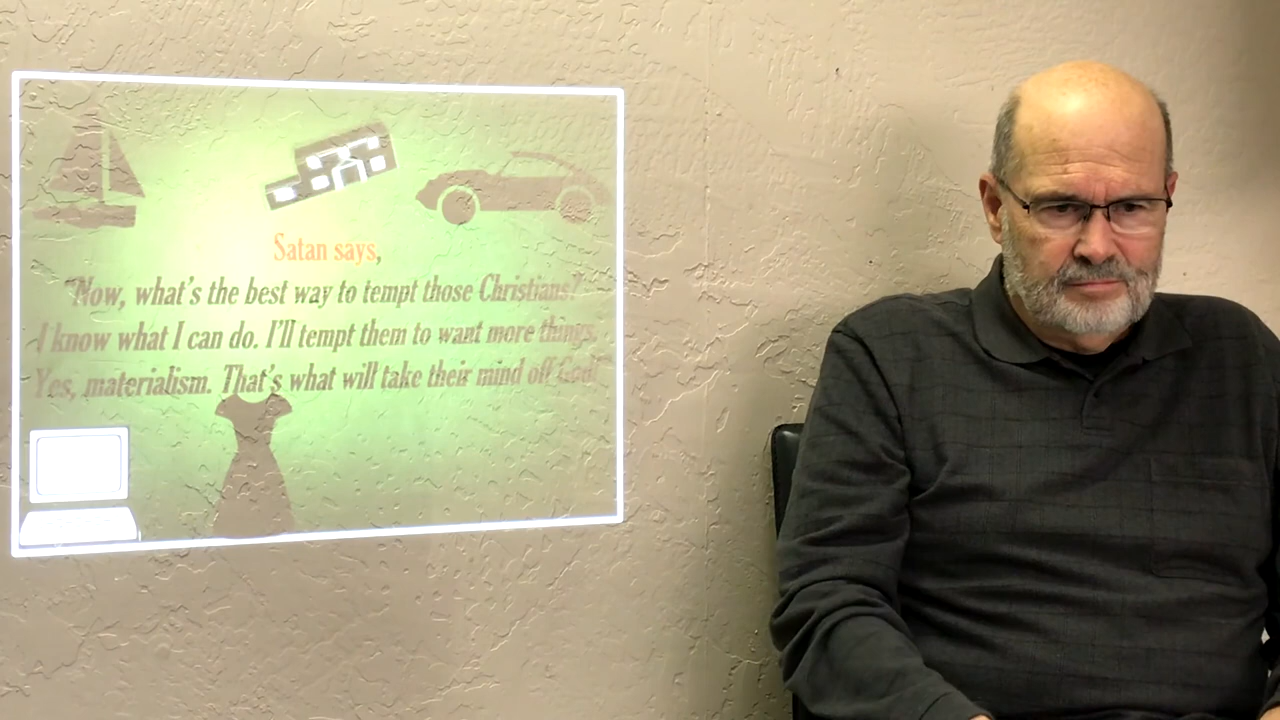 Satan says,
"Now, what's the best way to tempt those Christians?
I know what I can do. I'll tempt them to want more things.
Yes, materialism. That's what will take their mind off God!